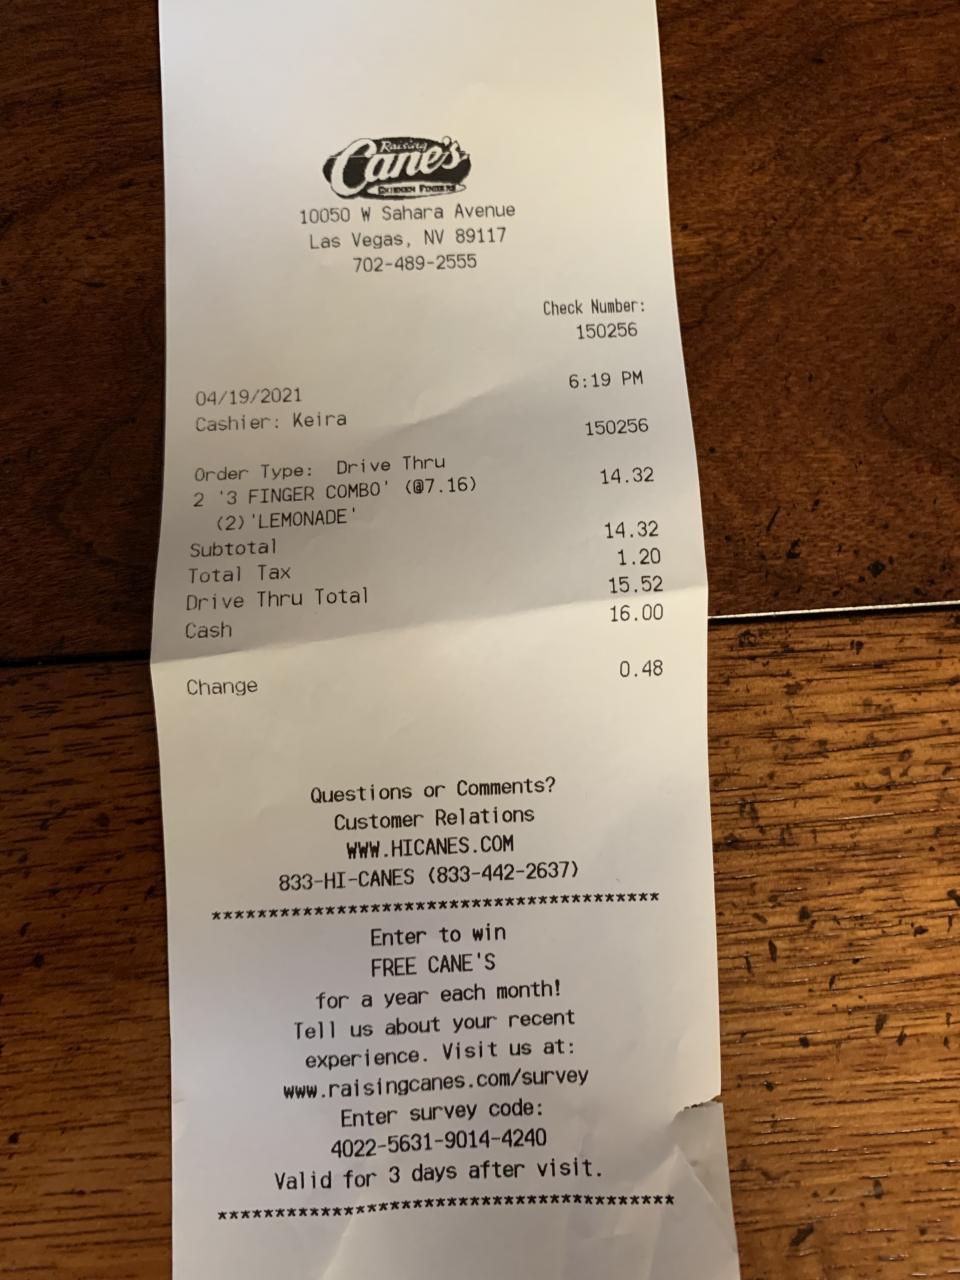 Raising
Cane's
CHICKEN FINGERS
10050 W Sahara Avenue
Las Vegas, NV 89117
702-489-2555
Check Number:
150256
04/19/2021 6:19 PM
Cashier: Keira
150256
Order Type: Drive Thru
2 '3 FINGER COMBO' (@7.16) 14.32
(2)'LEMONADE'
Subtotal 14.32
Total Tax 1.20
Drive Thru Total 15.52
Cash 16.00
Change 0.48
Questions or Comments?
Customer Relations
WWW.HICANES.COM
833-HI-CANES (833-442-2637)
****************************************
Enter to win
FREE CANE'S
for a year each month!
Tell us about your recent
experience. Visit us at:
www.raisingcanes.com/survey
Enter survey code:
4022-5631-9014-4240
Valid for 3 days after visit.
****************************************